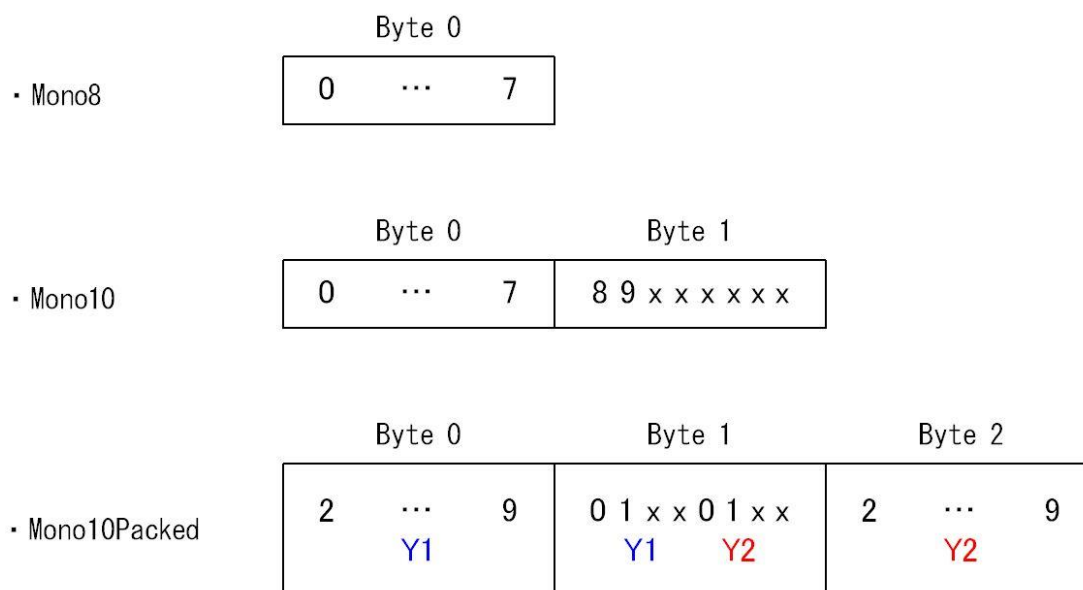 Byte 0
・Mono8
0 … 7
Byte 0 Byte 1
・Mono10
0 … 7 8 9 x x x x x x
Byte 0 Byte 1 Byte 2
・Mono10Packed
2 … 9 0 1 x x 0 1 x x 2 … 9
Y1 Y1 Y2 Y2